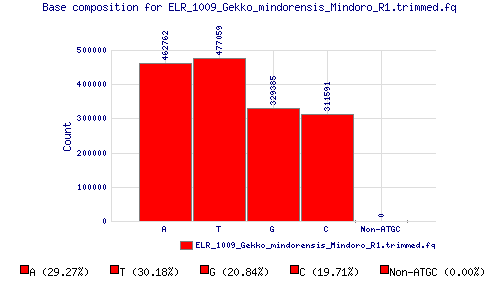 Base composition for ELR_1009_Gekko_mindorensis_Mindoro_R1.trimmed.fq
462762
477059
329385
311591
0
500000
400000
300000
200000
100000
0
Count
A T G C Non-ATGC
ELR_1009_Gekko_mindorensis_Mindoro_R1.trimmed.fq
A (29.27%) T (30.18%) G (20.84%) C (19.71%) Non-ATGC (0.00%)